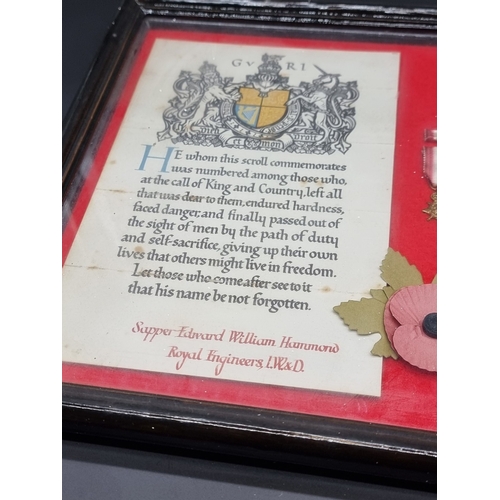 GVRI
Dieu et mon Droit
HE whom this scroll commemorates
was numbered among those who,
at the call of King and Country, left all
that was dear to them, endured hardness,
faced danger, and finally passed out of
the sight of men by the path of duty
and self-sacrifice, giving up their own
lives that others might live in freedom.
Let those who come after see to it
that his name be not forgotten.
Sapper Edward William Hammond
Royal Engineers, I.W.&D.